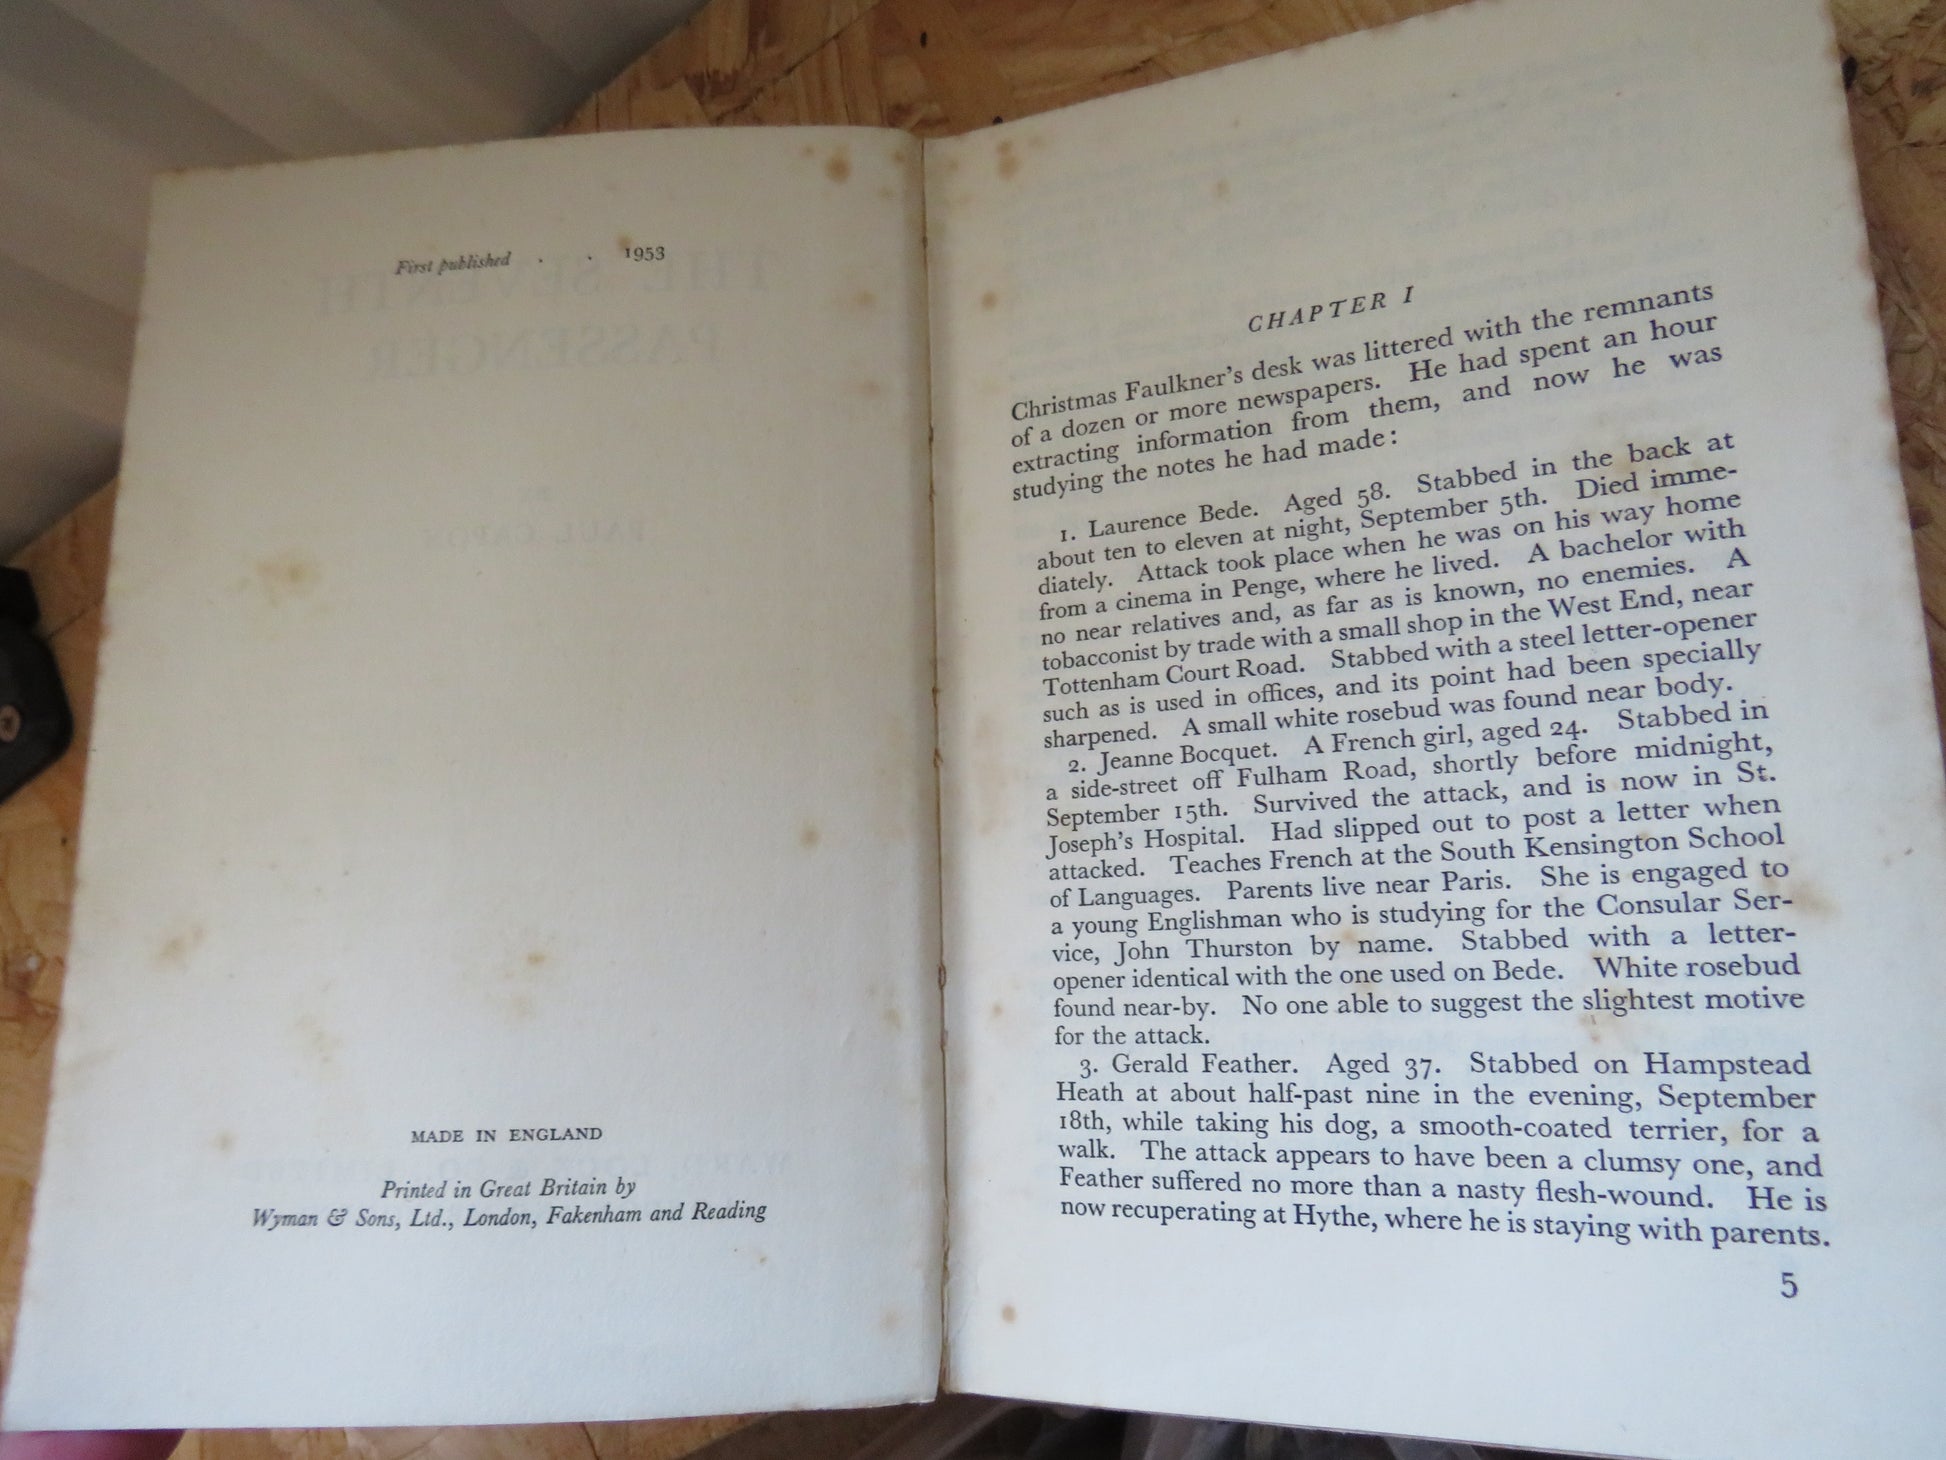 First published . . 1953
MADE IN ENGLAND
Printed in Great Britain by
Wyman & Sons, Ltd., London, Fakenham and Reading
CHAPTER I
Christmas Faulkner's desk was littered with the remnants
of a dozen or more newspapers. He had spent an hour
extracting information from them, and now he was
studying the notes he had made:
1. Laurence Bede. Aged 58. Stabbed in the back at
about ten to eleven at night, September 5th. Died imme-
diately. Attack took place when he was on his way home
from a cinema in Penge, where he lived. A bachelor with
no near relatives and, as far as is known, no enemies. A
tobacconist by trade with a small shop in the West End, near
Tottenham Court Road. Stabbed with a steel letter-opener
such as is used in offices, and its point had been specially
sharpened. A small white rosebud was found near body.
2. Jeanne Bocquet. A French girl, aged 24. Stabbed in
a side-street off Fulham Road, shortly before midnight,
September 15th. Survived the attack, and is now in St.
Joseph's Hospital. Had slipped out to post a letter when
attacked. Teaches French at the South Kensington School
of Languages. Parents live near Paris. She is engaged to
a young Englishman who is studying for the Consular Ser-
vice, John Thurston by name. Stabbed with a letter-
opener identical with the one used on Bede. White rosebud
found near-by. No one able to suggest the slightest motive
for the attack.
3. Gerald Feather. Aged 37. Stabbed on Hampstead
Heath at about half-past nine in the evening, September
18th, while taking his dog, a smooth-coated terrier, for a
walk. The attack appears to have been a clumsy one, and
Feather suffered no more than a nasty flesh-wound. He is
now recuperating at Hythe, where he is staying with parents.
5